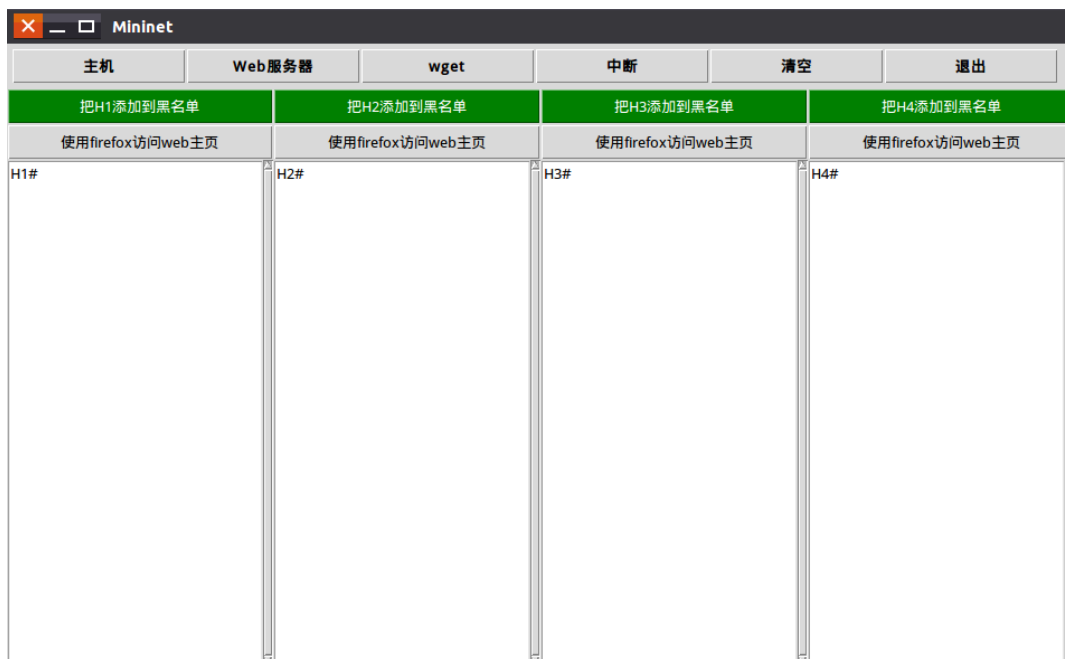 Mininet
主机 Web服务器 wget 中断 清空 退出
把H1添加到黑名单 把H2添加到黑名单 把H3添加到黑名单 把H4添加到黑名单
使用firefox访问web主页 使用firefox访问web主页 使用firefox访问web主页 使用firefox访问web主页
H1# H2# H3# H4#